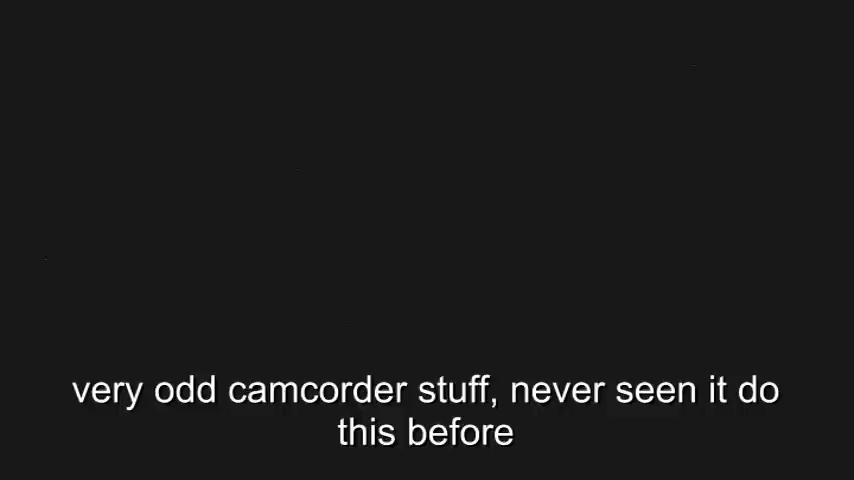 very odd camcorder stuff, never seen it do
this before